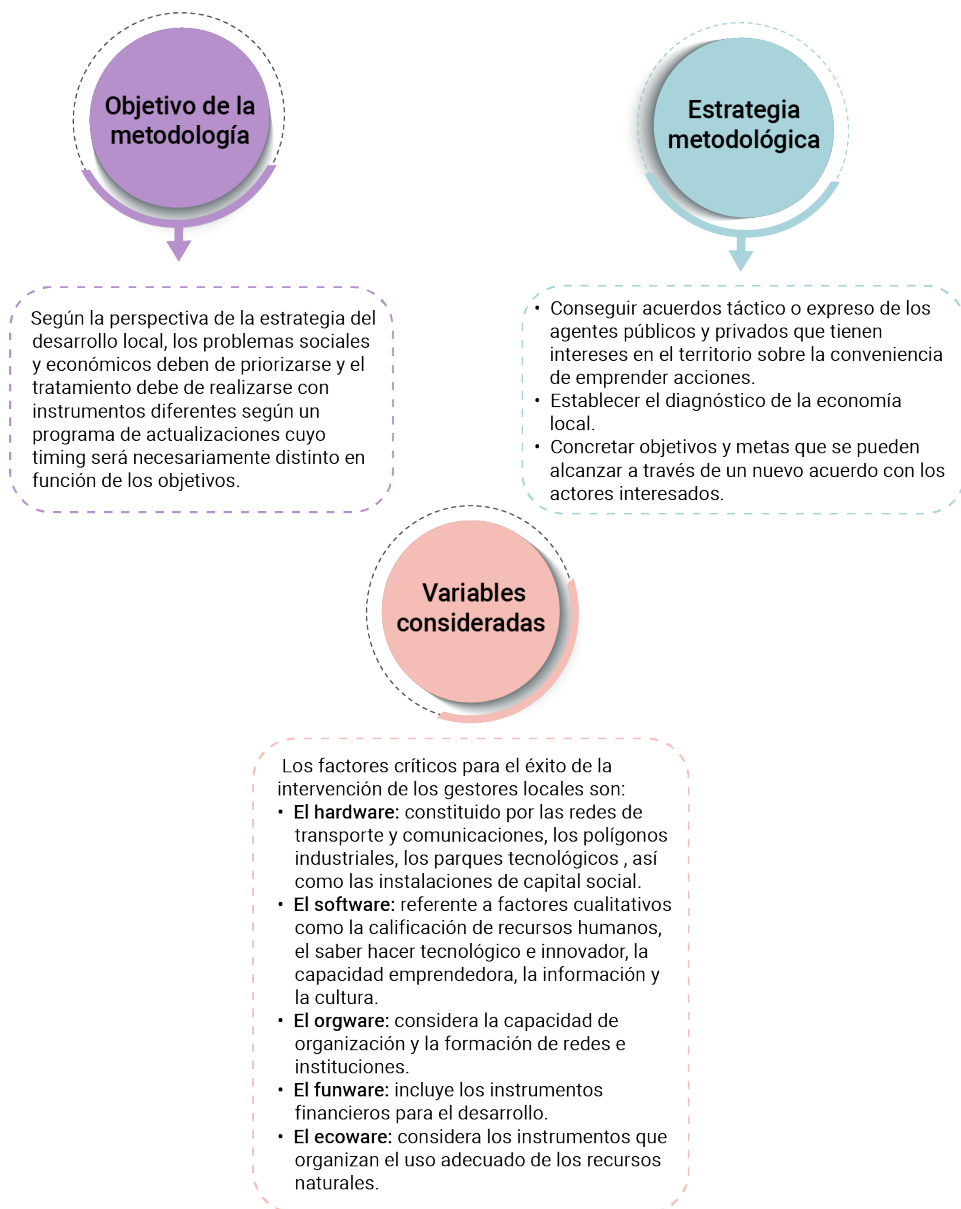 Objetivo de la
metodología
Estrategia
metodológica
Según la perspectiva de la estrategia del
desarrollo local, los problemas sociales
y económicos deben de priorizarse y el
tratamiento debe de realizarse con
instrumentos diferentes según un
programa de actualizaciones cuyo
timing será necesariamente distinto en
función de los objetivos.
• Conseguir acuerdos táctico o expreso de los
agentes públicos y privados que tienen
intereses en el territorio sobre la conveniencia
de emprender acciones.
• Establecer el diagnóstico de la economía
local.
• Concretar objetivos y metas que se pueden
alcanzar a través de un nuevo acuerdo con los
actores interesados.
Variables
consideradas
Los factores críticos para el éxito de la
intervención de los gestores locales son:
• El hardware: constituido por las redes de
transporte y comunicaciones, los polígonos
industriales, los parques tecnológicos , así
como las instalaciones de capital social.
• El software: referente a factores cualitativos
como la calificación de recursos humanos,
el saber hacer tecnológico e innovador, la
capacidad emprendedora, la información y
la cultura.
• El orgware: considera la capacidad de
organización y la formación de redes e
instituciones.
• El funware: incluye los instrumentos
financieros para el desarrollo.
• El ecoware: considera los instrumentos que
organizan el uso adecuado de los recursos
naturales.